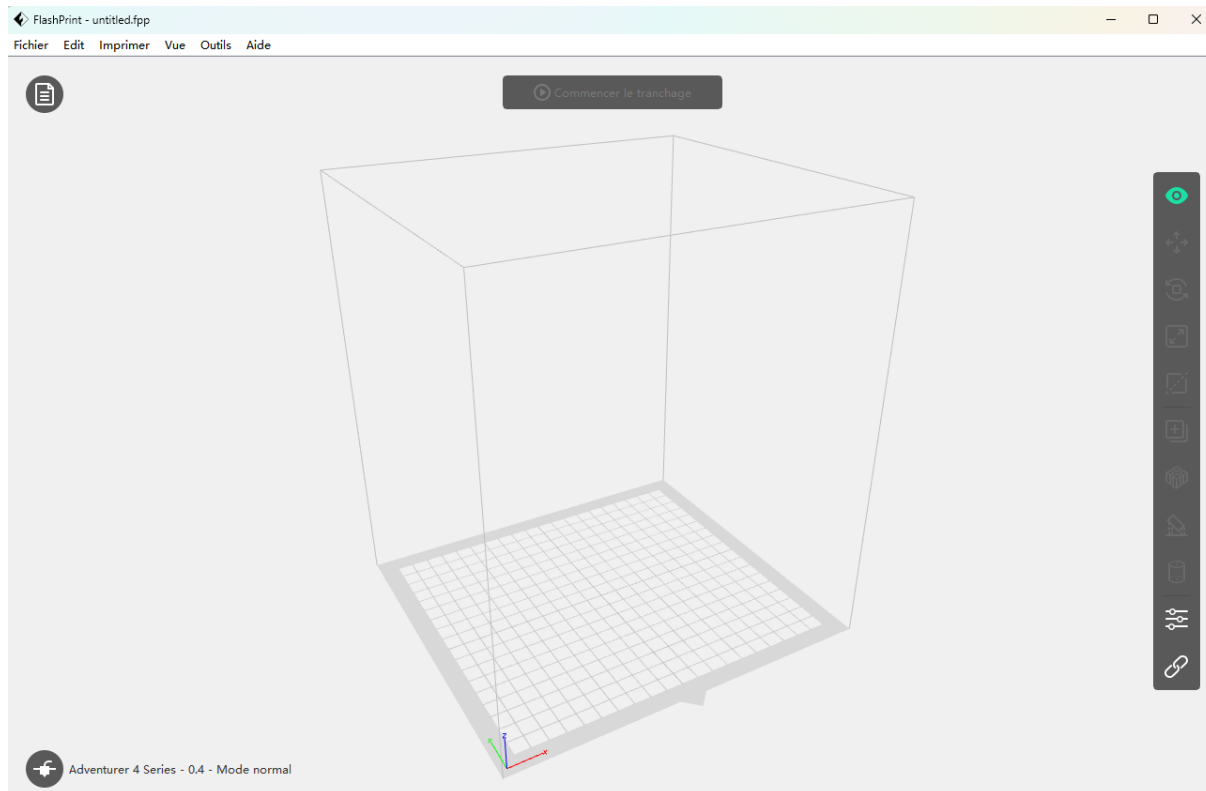 FlashPrint - untitled.fpp
Fichier Edit Imprimer Vue Outils Aide
Commencer le tranchage
z
x
Adventurer 4 Series - 0.4 - Mode normal